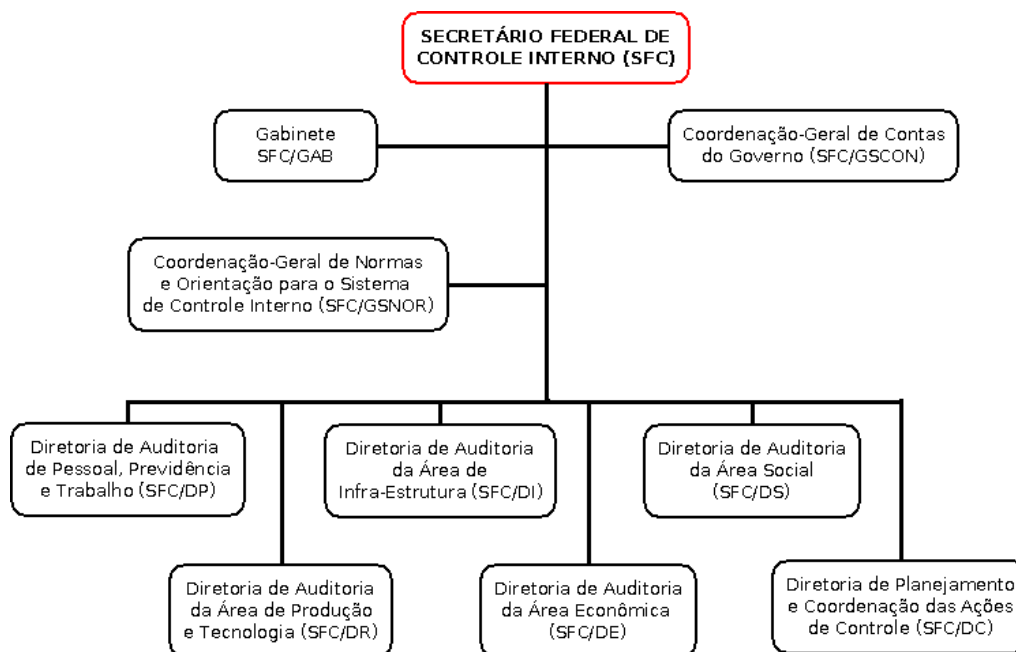 SECRETÁRIO FEDERAL DE
CONTROLE INTERNO (SFC)
Gabinete
SFC/GAB
Coordenação-Geral de Contas
do Governo (SFC/GSCON)
Coordenação-Geral de Normas
e Orientação para o Sistema
de Controle Interno (SFC/GSNOR)
Diretoria de Auditoria
de Pessoal, Previdência
e Trabalho (SFC/DP)
Diretoria de Auditoria
da Área de
Infra-Estrutura (SFC/DI)
Diretoria de Auditoria
da Área Social
(SFC/DS)
Diretoria de Auditoria
da Área de Produção
e Tecnologia (SFC/DR)
Diretoria de Auditoria
da Área Econômica
(SFC/DE)
Diretoria de Planejamento
e Coordenação das Ações
de Controle (SFC/DC)